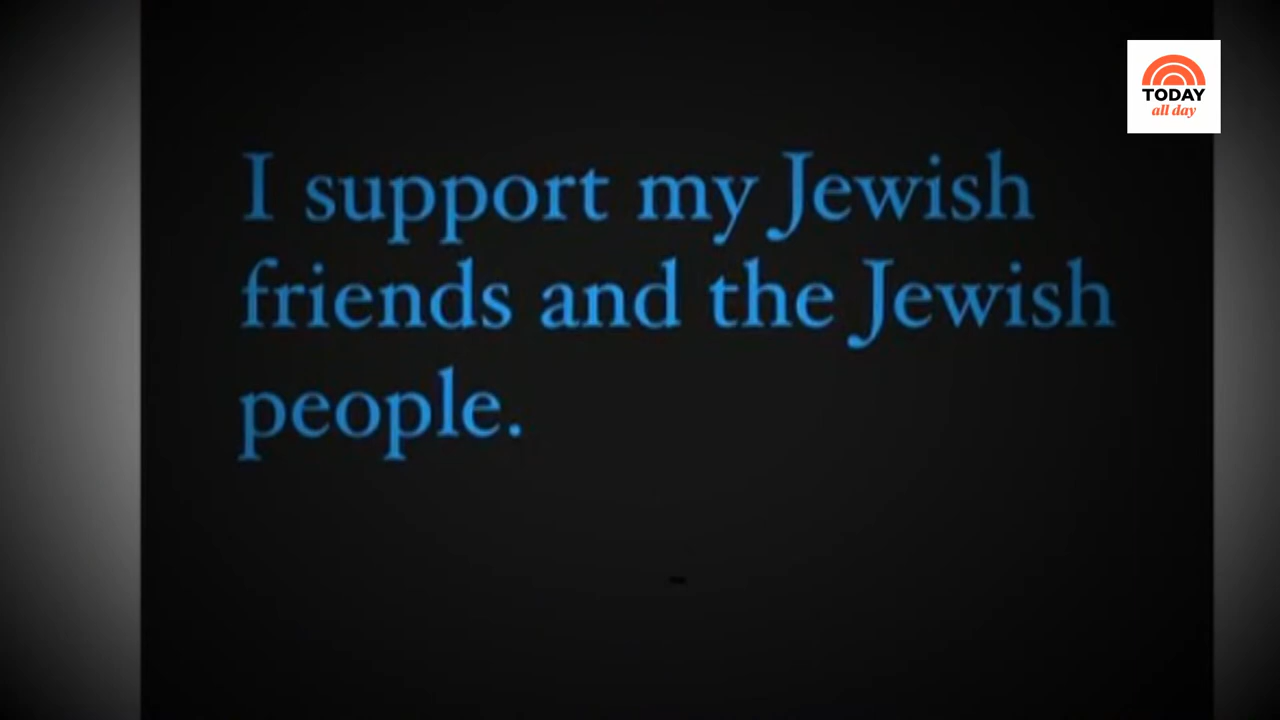 TODAY
all day
I support my Jewish
friends and the Jewish
people.